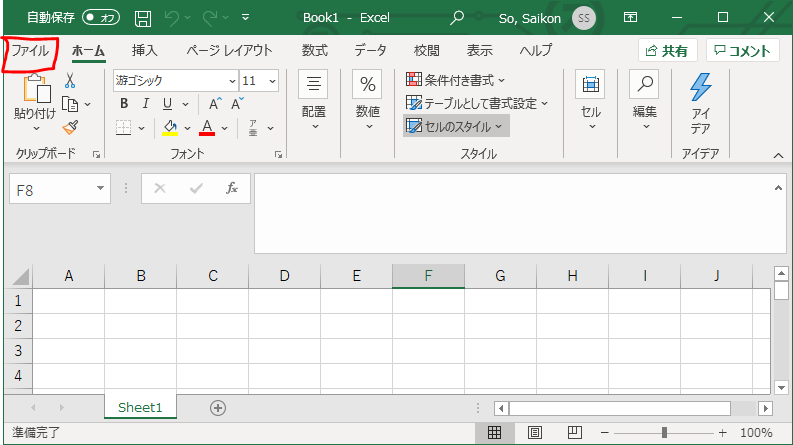 自動保存 オフ Book1 - Excel So, Saikon SS
ファイル ホーム 挿入 ページ レイアウト 数式 データ 校閲 表示 ヘルプ 共有 コメント
貼り付け
クリップボード
游ゴシック 11
B I U A A
A ア亜
フォント
配置
%
数値
条件付き書式
テーブルとして書式設定
セルのスタイル
スタイル
セル
編集
アイデア
アイデア
F8 fx
A B C D E F G H I J
1
2
3
4
Sheet1
準備完了 100%